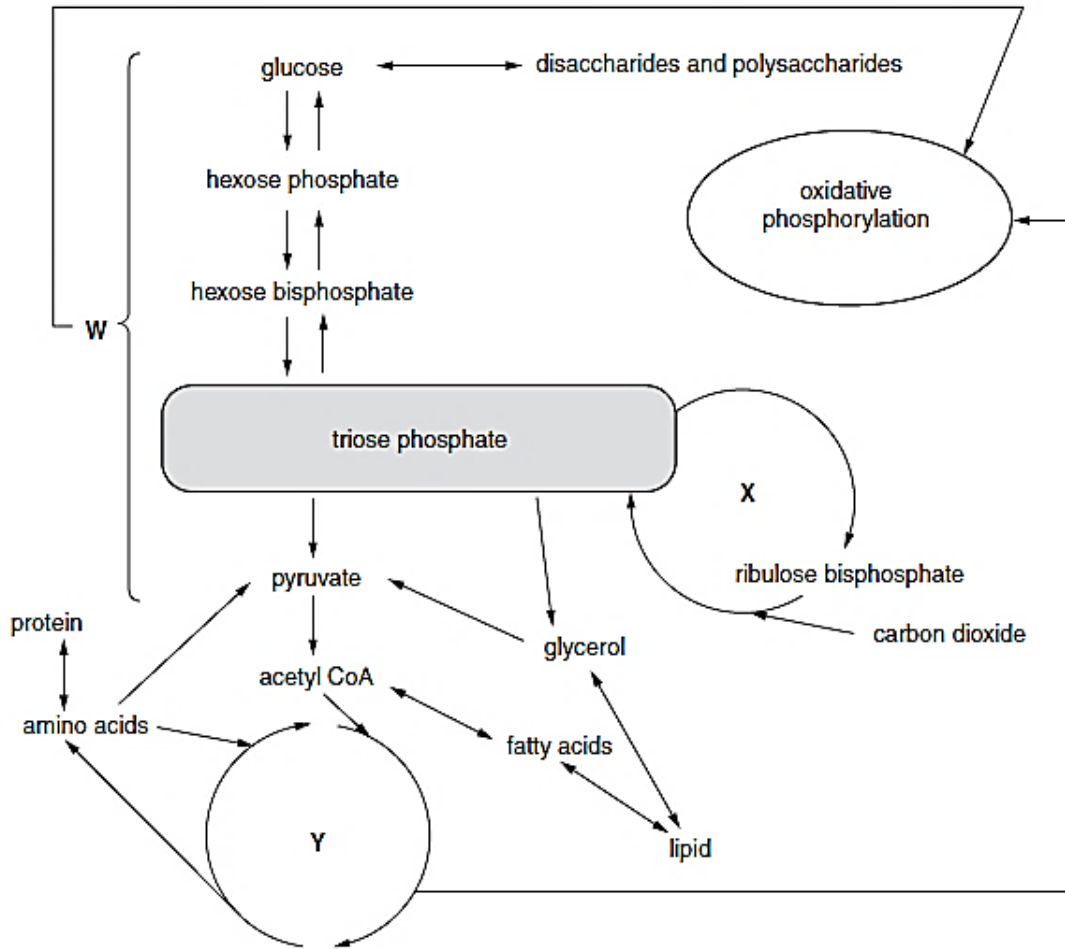 glucose
disaccharides and polysaccharides
hexose phosphate
oxidative
phosphorylation
hexose bisphosphate
W
triose phosphate
X
pyruvate
ribulose bisphosphate
protein
carbon dioxide
glycerol
acetyl CoA
amino acids
fatty acids
Y
lipid